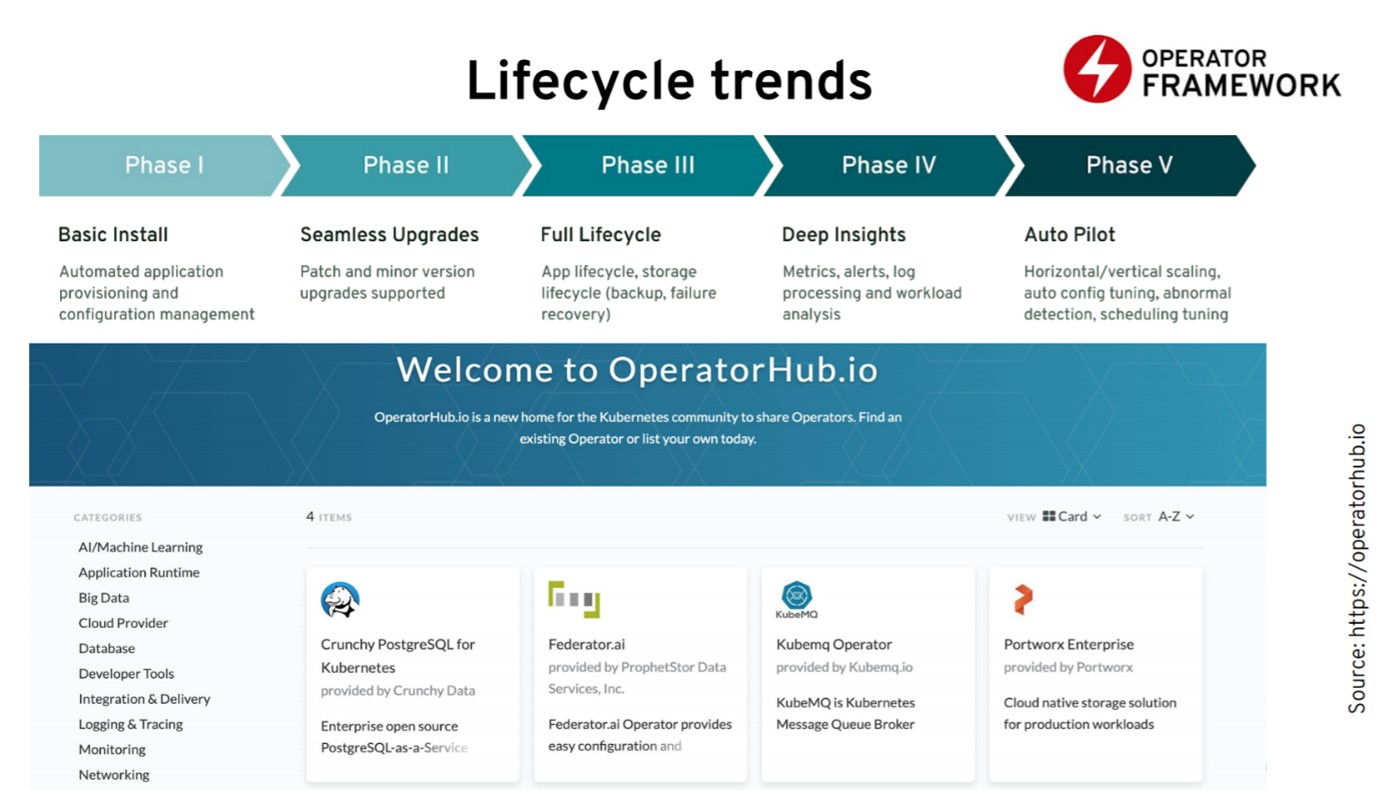 Lifecycle trends
OPERATOR
FRAMEWORK
Phase I
Phase II
Phase III
Phase IV
Phase V
Basic Install
Automated application
provisioning and
configuration management
Seamless Upgrades
Patch and minor version
upgrades supported
Full Lifecycle
App lifecycle, storage
lifecycle (backup, failure
recovery)
Deep Insights
Metrics, alerts, log
processing and workload
analysis
Auto Pilot
Horizontal/vertical scaling,
auto config tuning, abnormal
detection, scheduling tuning
Welcome to OperatorHub.io
OperatorHub.io is a new home for the Kubernetes community to share Operators. Find an
existing Operator or list your own today.
CATEGORIES
AI/Machine Learning
Application Runtime
Big Data
Cloud Provider
Database
Developer Tools
Integration & Delivery
Logging & Tracing
Monitoring
Networking
4 ITEMS
VIEW Card
SORT A-Z
Crunchy PostgreSQL for
Kubernetes
provided by Crunchy Data
Enterprise open source
PostgreSQL-as-a-Service
Federator.ai
provided by ProphetStor Data
Services, Inc.
Federator.ai Operator provides
easy configuration and
KubeMQ
Kubemq Operator
provided by Kubemq.io
KubeMQ is Kubernetes
Message Queue Broker
Portworx Enterprise
provided by Portworx
Cloud native storage solution
for production workloads
Source: https://operatorhub.io